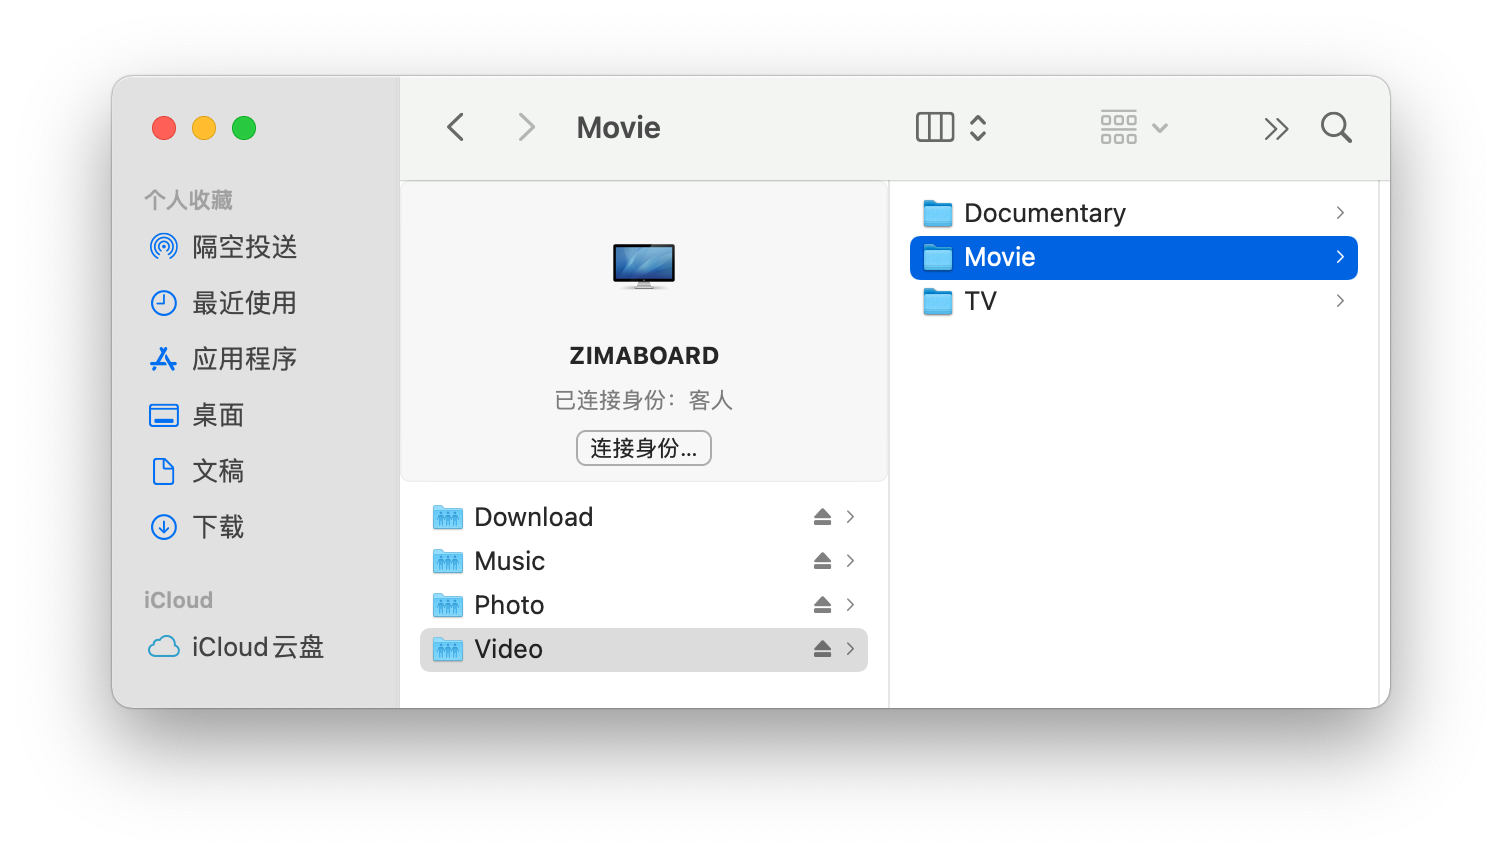 Movie
个人收藏
隔空投送
最近使用
应用程序
桌面
文稿
下载
iCloud
iCloud云盘
ZIMABOARD
已连接身份：客人
连接身份...
Download
Music
Photo
Video
Documentary
Movie
TV